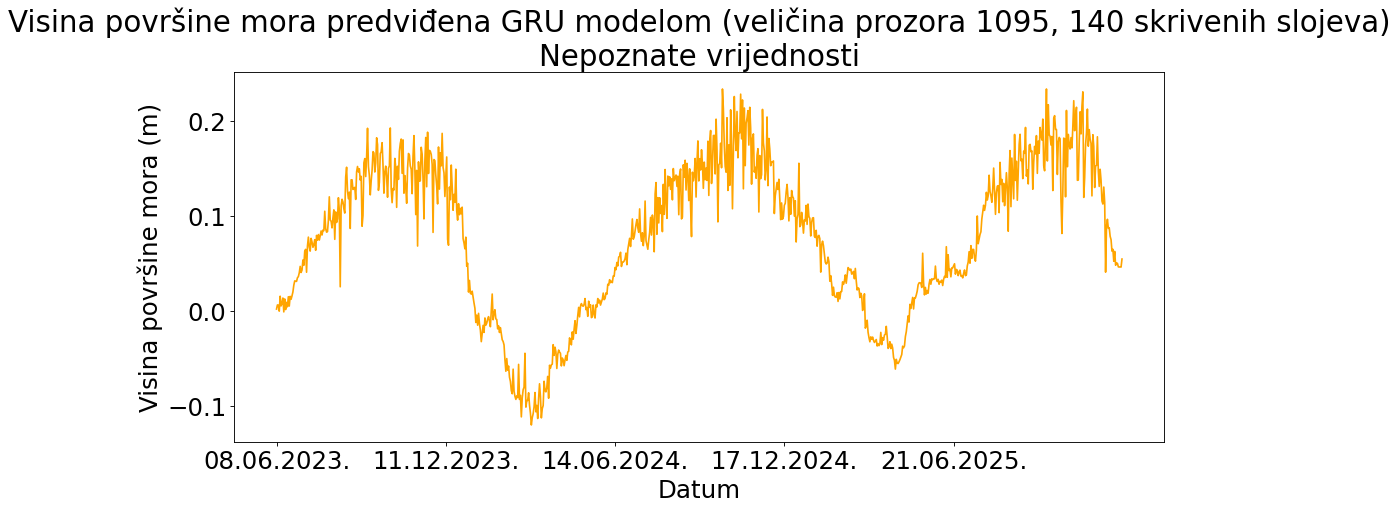 Visina površine mora predviđena GRU modelom (veličina prozora 1095, 140 skrivenih slojeva)
Nepoznate vrijednosti
Visina površine mora (m)
0.2
0.1
0.0
−0.1
08.06.2023. 11.12.2023. 14.06.2024. 17.12.2024. 21.06.2025.
Datum